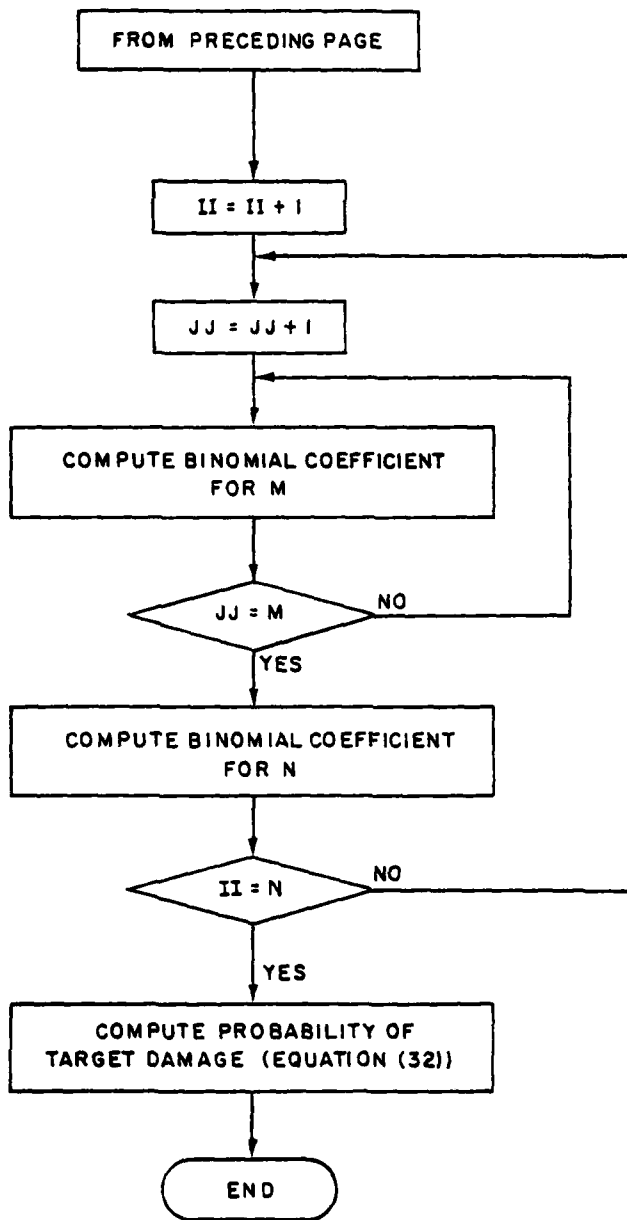 FROM PRECEDING PAGE
II = II + 1
JJ = JJ + 1
COMPUTE BINOMIAL COEFFICIENT
FOR M
JJ = M
NO
YES
COMPUTE BINOMIAL COEFFICIENT
FOR N
II = N
NO
YES
COMPUTE PROBABILITY OF
TARGET DAMAGE (EQUATION (32))
END